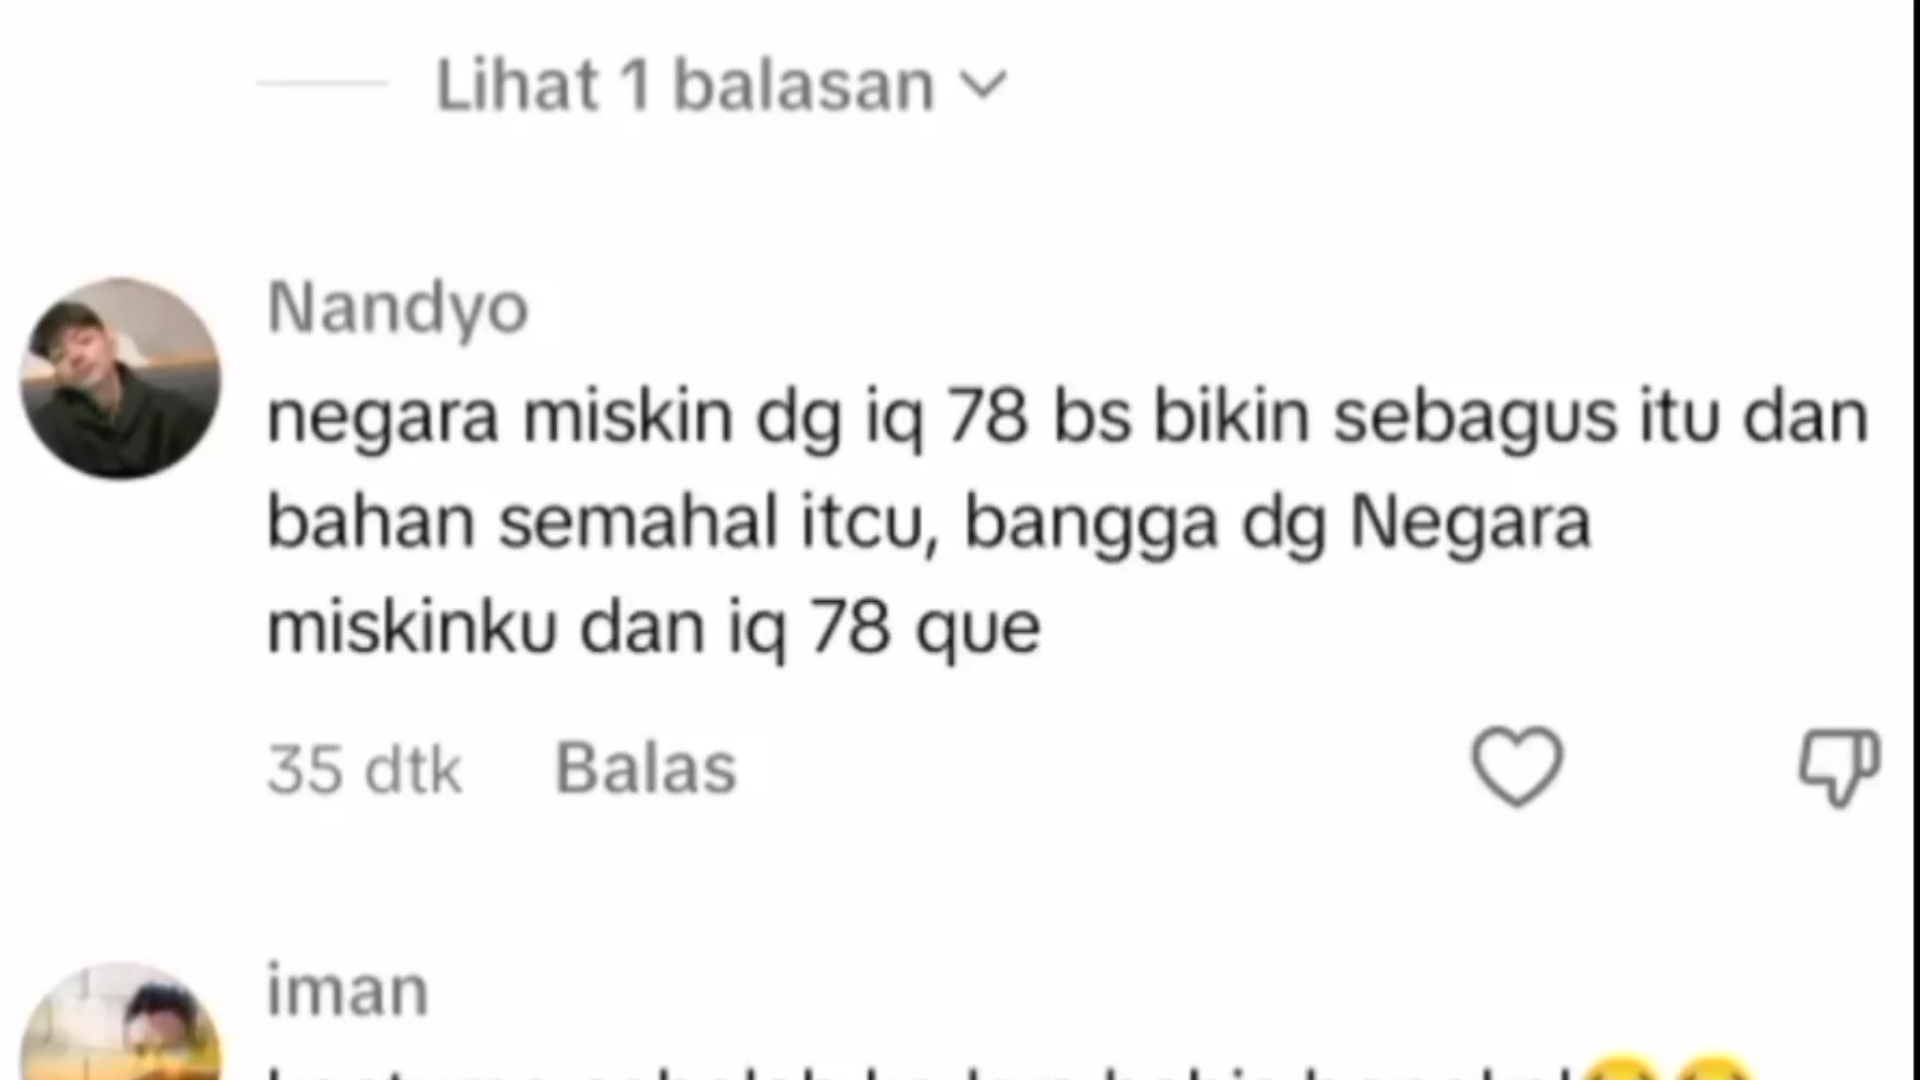 Lihat 1 balasan
Nandyo
negara miskin dg iq 78 bs bikin sebagus itu dan
bahan semahal itcu, bangga dg Negara
miskinku dan iq 78 que
35 dtk Balas
iman